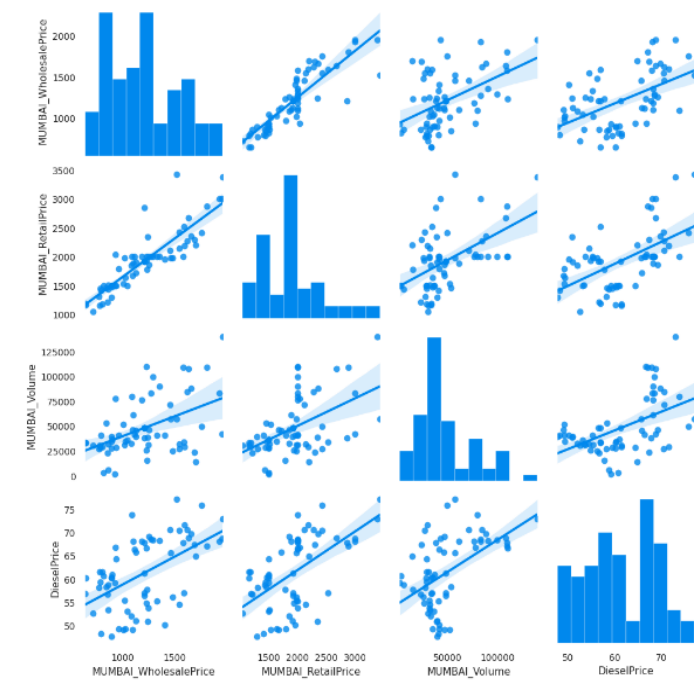 MUMBAI_WholesalePrice
2000
1500
1000
MUMBAI_RetailPrice
3500
3000
2500
2000
1500
1000
MUMBAI_Volume
125000
100000
75000
50000
25000
0
DieselPrice
75
70
65
60
55
50
1000 1500
1500 2000 2500 3000
50000 100000
50 60 70
MUMBAI_WholesalePrice
MUMBAI_RetailPrice
MUMBAI_Volume
DieselPrice